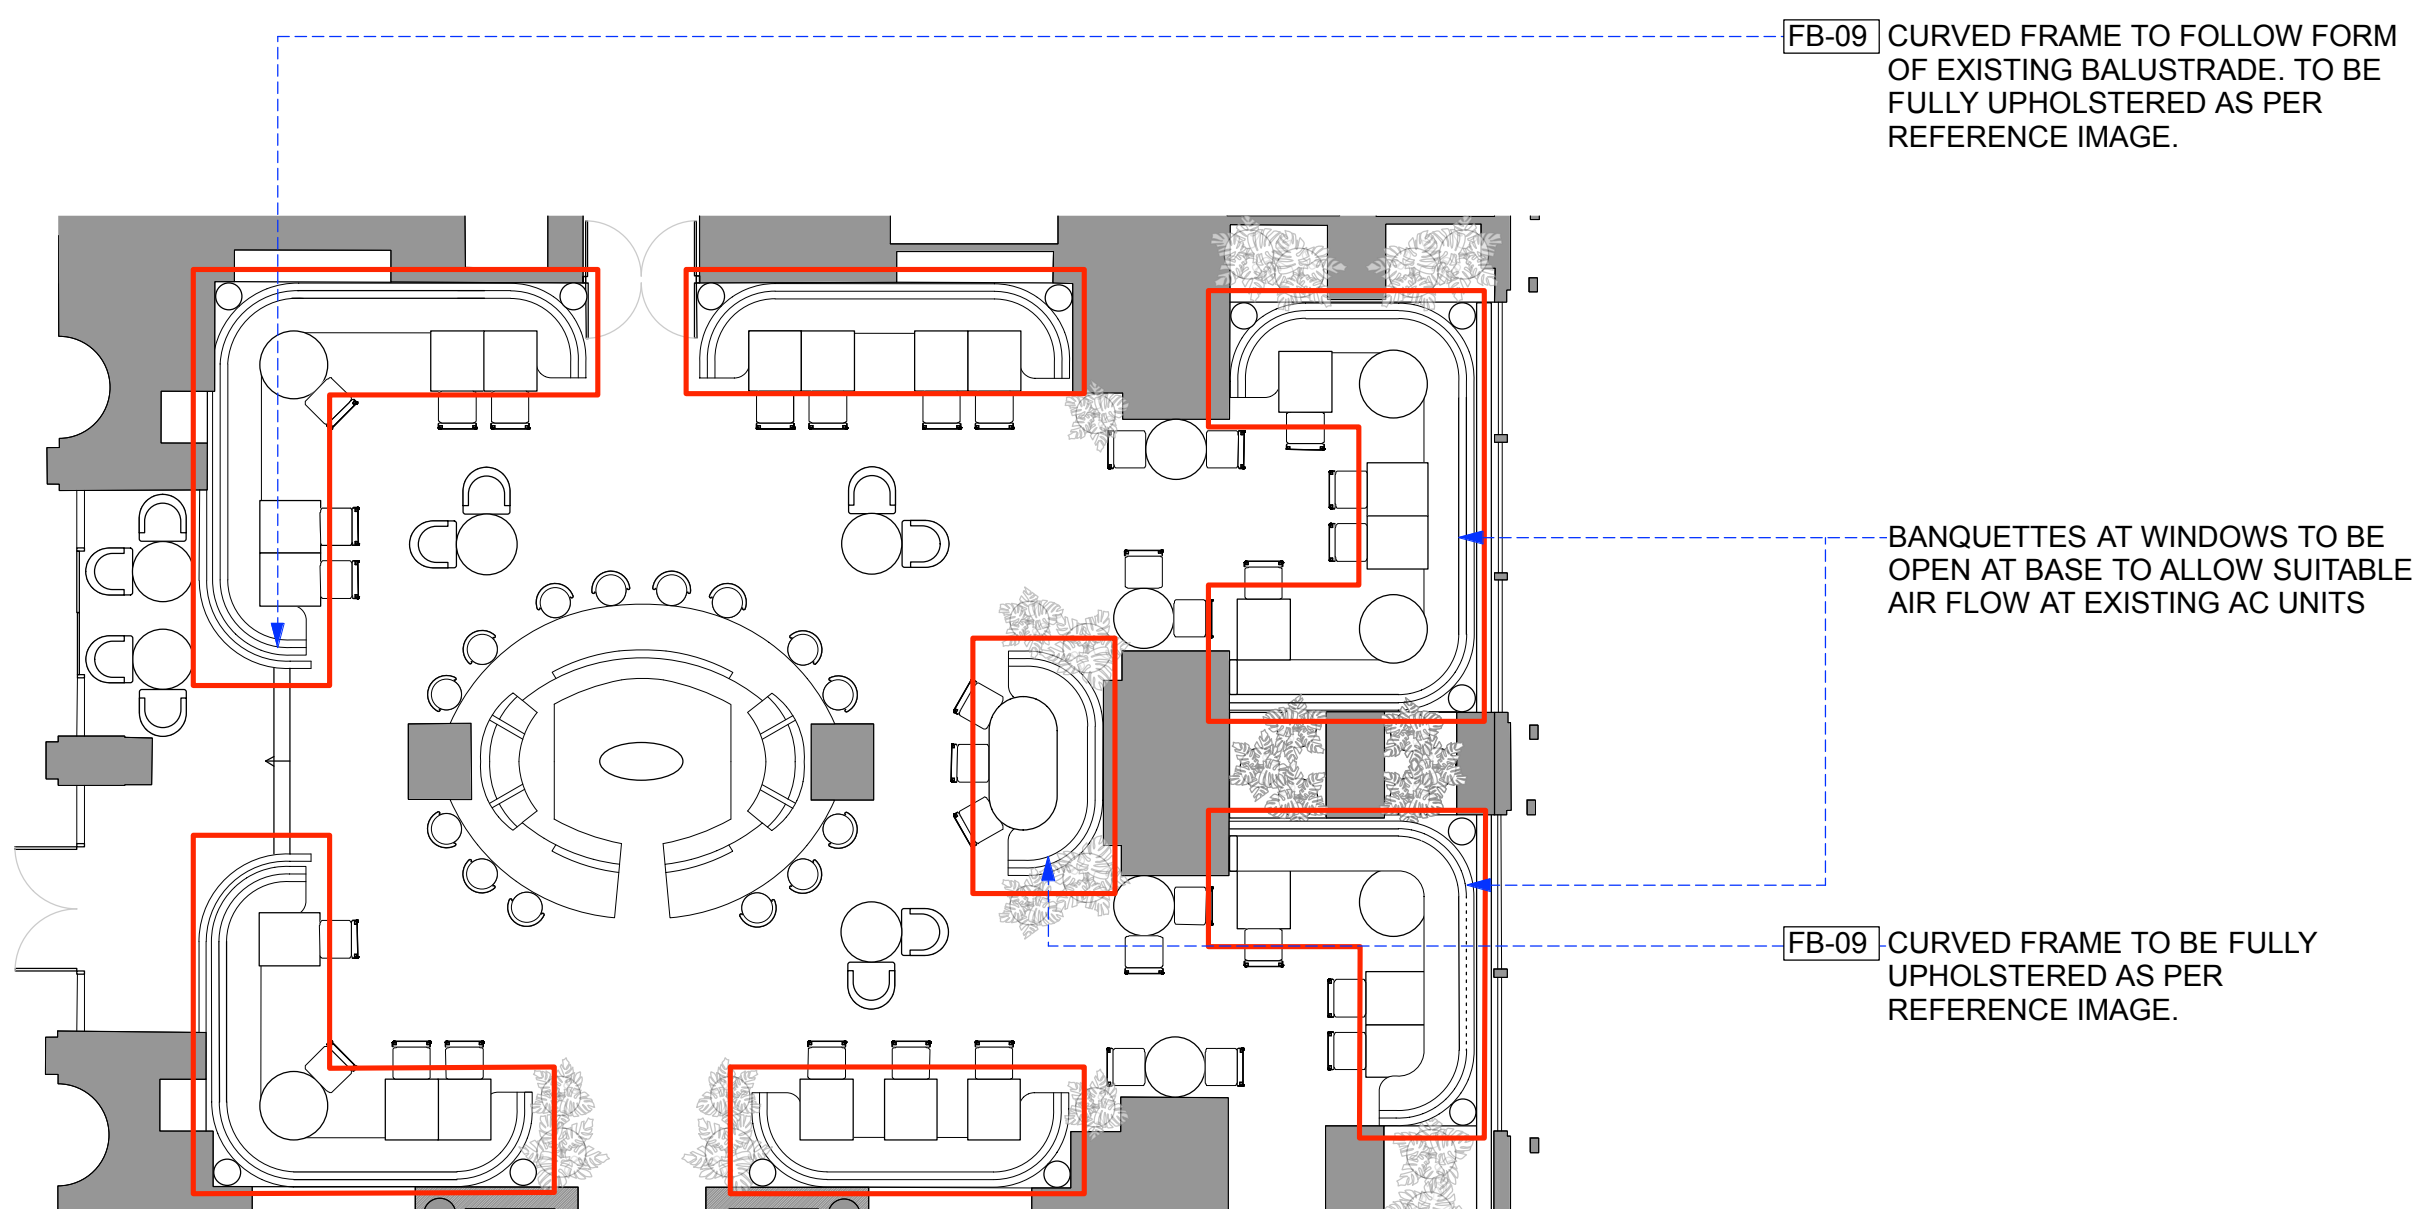 FB-09 CURVED FRAME TO FOLLOW FORM
OF EXISTING BALUSTRADE. TO BE
FULLY UPHOLSTERED AS PER
REFERENCE IMAGE.
BANQUETTES AT WINDOWS TO BE
OPEN AT BASE TO ALLOW SUITABLE
AIR FLOW AT EXISTING AC UNITS
FB-09 CURVED FRAME TO BE FULLY
UPHOLSTERED AS PER
REFERENCE IMAGE.